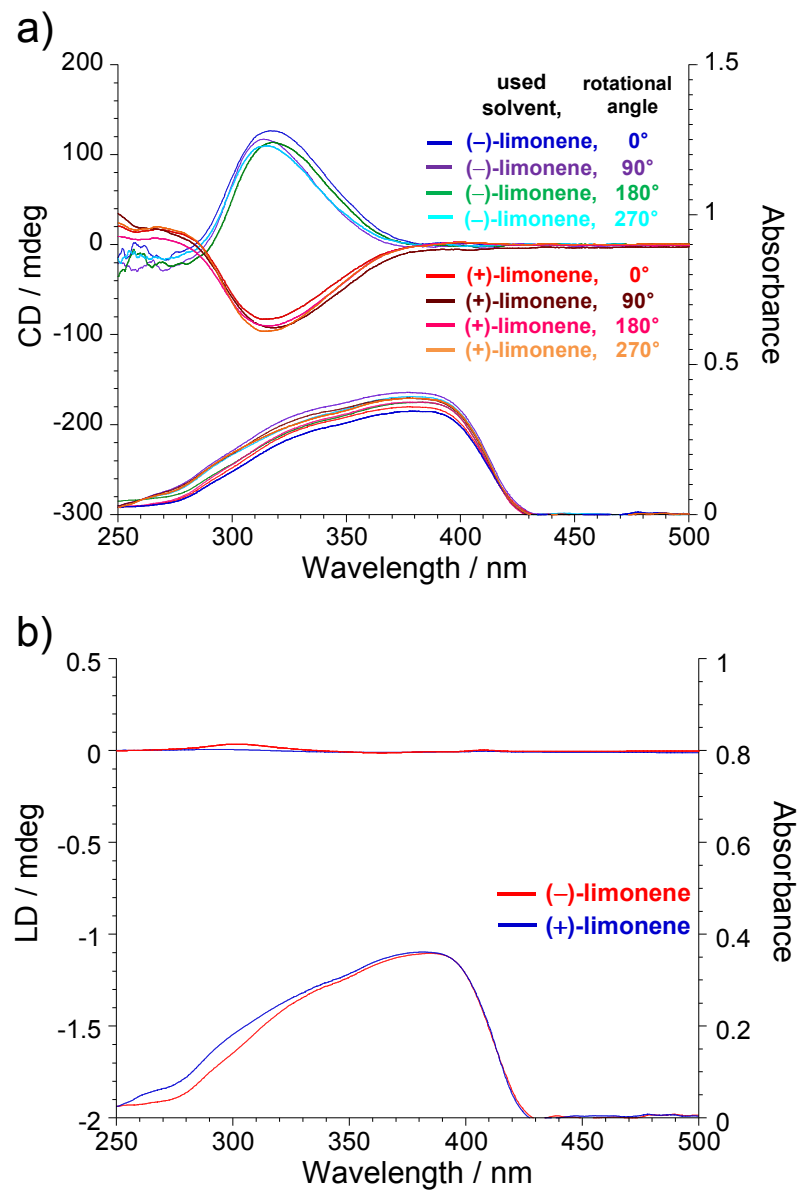 a)
200
100
0
-100
-200
-300
CD / mdeg
used solvent, rotational angle
(−)-limonene, 0°
(−)-limonene, 90°
(−)-limonene, 180°
(−)-limonene, 270°
(+)-limonene, 0°
(+)-limonene, 90°
(+)-limonene, 180°
(+)-limonene, 270°
1.5
1
0.5
0
Absorbance
250 300 350 400 450 500
Wavelength / nm
b)
0.5
0
-0.5
-1
-1.5
-2
LD / mdeg
(−)-limonene
(+)-limonene
1
0.8
0.6
0.4
0.2
0
Absorbance
250 300 350 400 450 500
Wavelength / nm